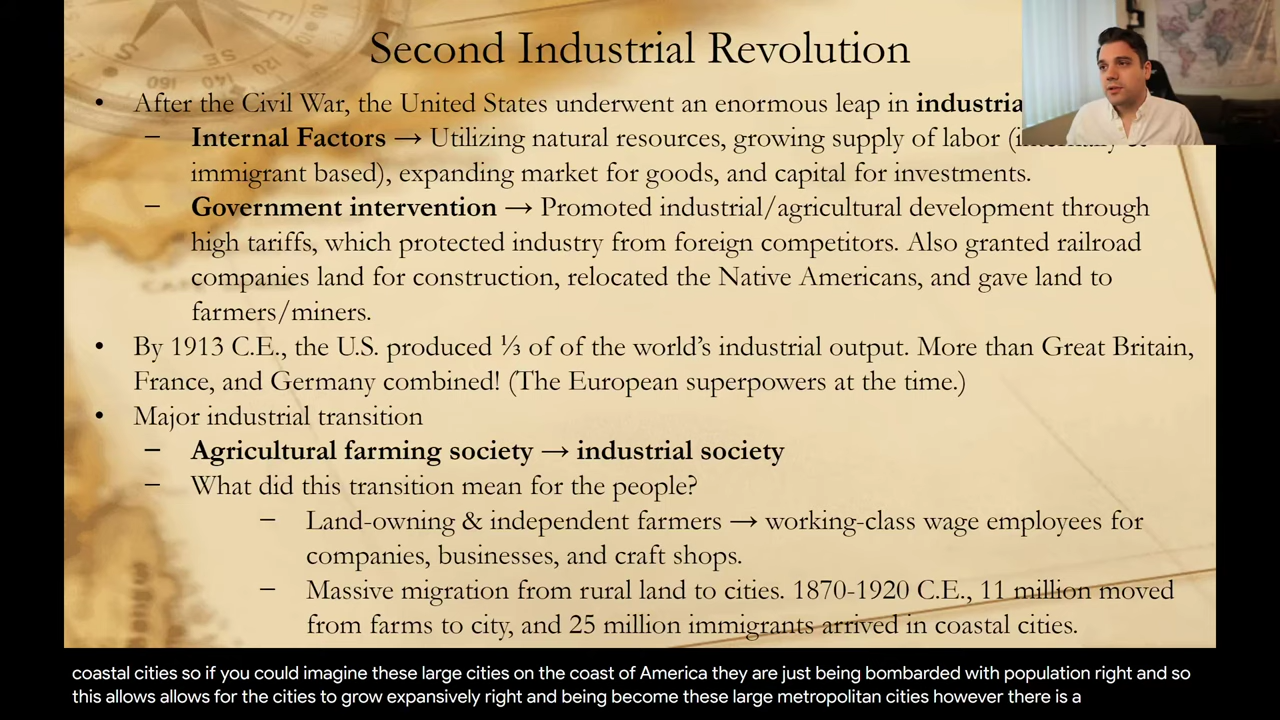 Second Industrial Revolution
• After the Civil War, the United States underwent an enormous leap in industria
– Internal Factors → Utilizing natural resources, growing supply of labor
immigrant based), expanding market for goods, and capital for investments.
– Government intervention → Promoted industrial/agricultural development through
high tariffs, which protected industry from foreign competitors. Also granted railroad
companies land for construction, relocated the Native Americans, and gave land to
farmers/miners.
• By 1913 C.E., the U.S. produced ⅓ of of the world's industrial output. More than Great Britain,
France, and Germany combined! (The European superpowers at the time.)
• Major industrial transition
– Agricultural farming society → industrial society
– What did this transition mean for the people?
– Land-owning & independent farmers → working-class wage employees for
companies, businesses, and craft shops.
– Massive migration from rural land to cities. 1870-1920 C.E., 11 million moved
from farms to city, and 25 million immigrants arrived in coastal cities.
coastal cities so if you could imagine these large cities on the coast of America they are just being bombarded with population right and so
this allows allows for the cities to grow expansively right and being become these large metropolitan cities however there is a